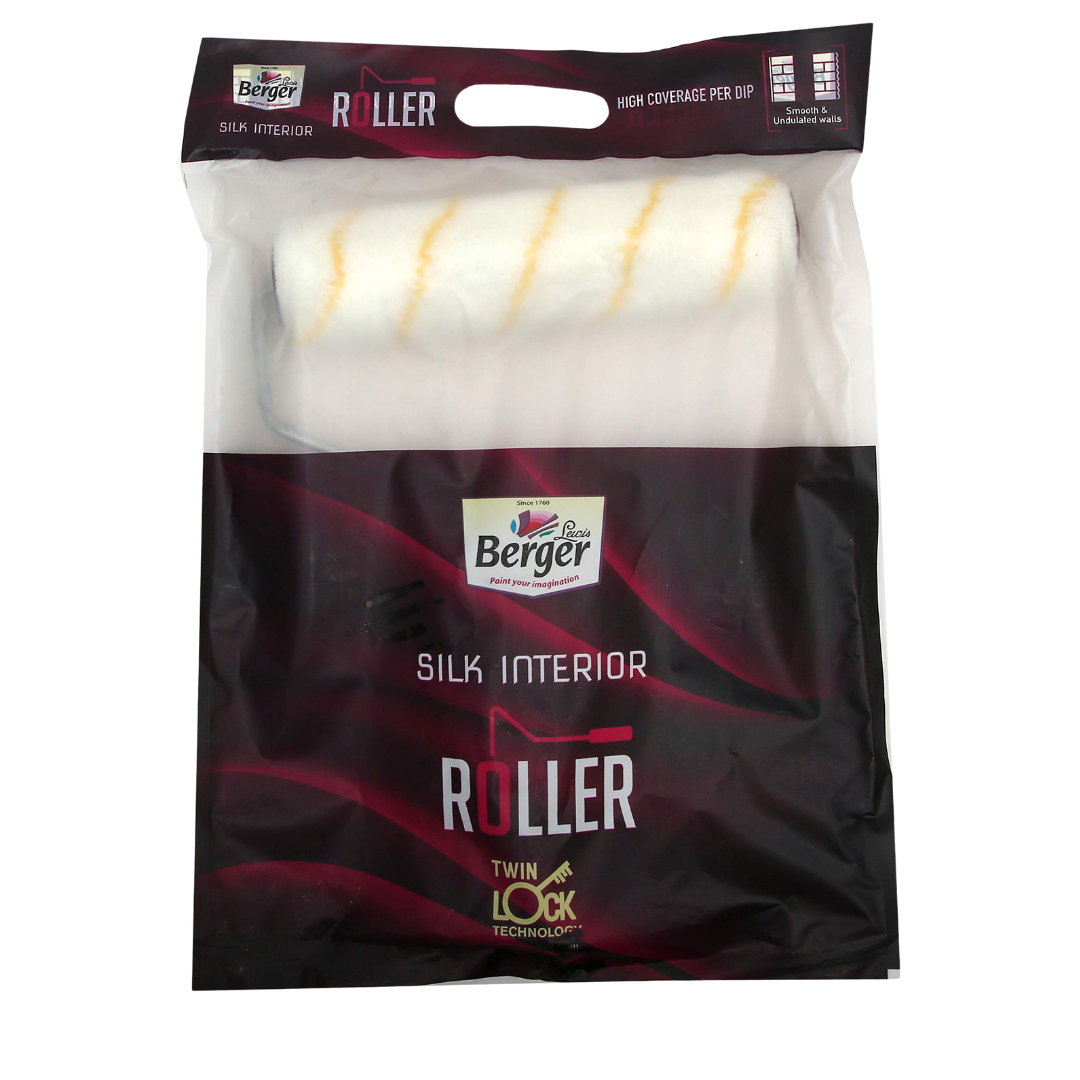 Since 1760
Lewis
Berger
Paint your imagination
SILK INTERIOR
ROLLER
HIGH COVERAGE PER DIP
Smooth &
Undulated walls
Since 1760
Lewis
Berger
Paint your imagination
SILK INTERIOR
ROLLER
TWIN
LOCK
TECHNOLOGY